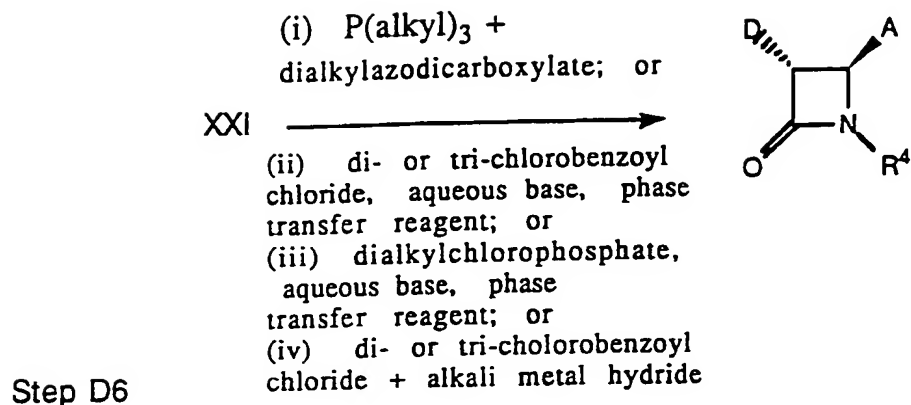 (i) P(alkyl)3 +
dialkylazodicarboxylate; or
XXI
(ii) di- or tri-chlorobenzoyl
chloride, aqueous base, phase
transfer reagent; or
(iii) dialkylchlorophosphate,
aqueous base, phase
transfer reagent; or
(iv) di- or tri-cholorobenzoyl
chloride + alkali metal hydride
D A
O N
R4
Step D6